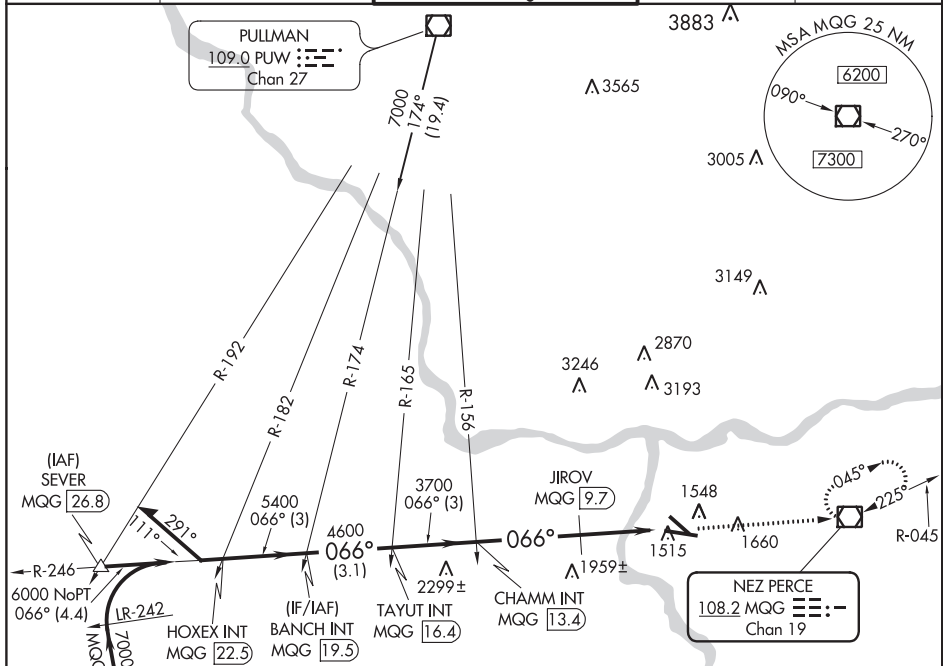 PULLMAN
109.0 PUW
Chan 27
3883
MSA MQG 25 NM
6200
090°
270°
7300
3565
7000
174°
(19.4)
3005
3149
R-192
R-182
R-174
R-165
R-156
3246
2870
3193
(IAF)
SEVER
MQG 26.8
291°
111°
5400
066° (3)
4600
066°
(3.1)
3700
066° (3)
066°
JIROV
MQG 9.7
1548
1515
1660
045°
225°
R-045
R-246
6000 NoPT
066° (4.4)
LR-242
7000
MQG
HOXEX INT
MQG 22.5
(IF/IAF)
BANCH INT
MQG 19.5
2299±
TAYUT INT
MQG 16.4
CHAMM INT
MQG 13.4
1959±
NEZ PERCE
108.2 MQG
Chan 19